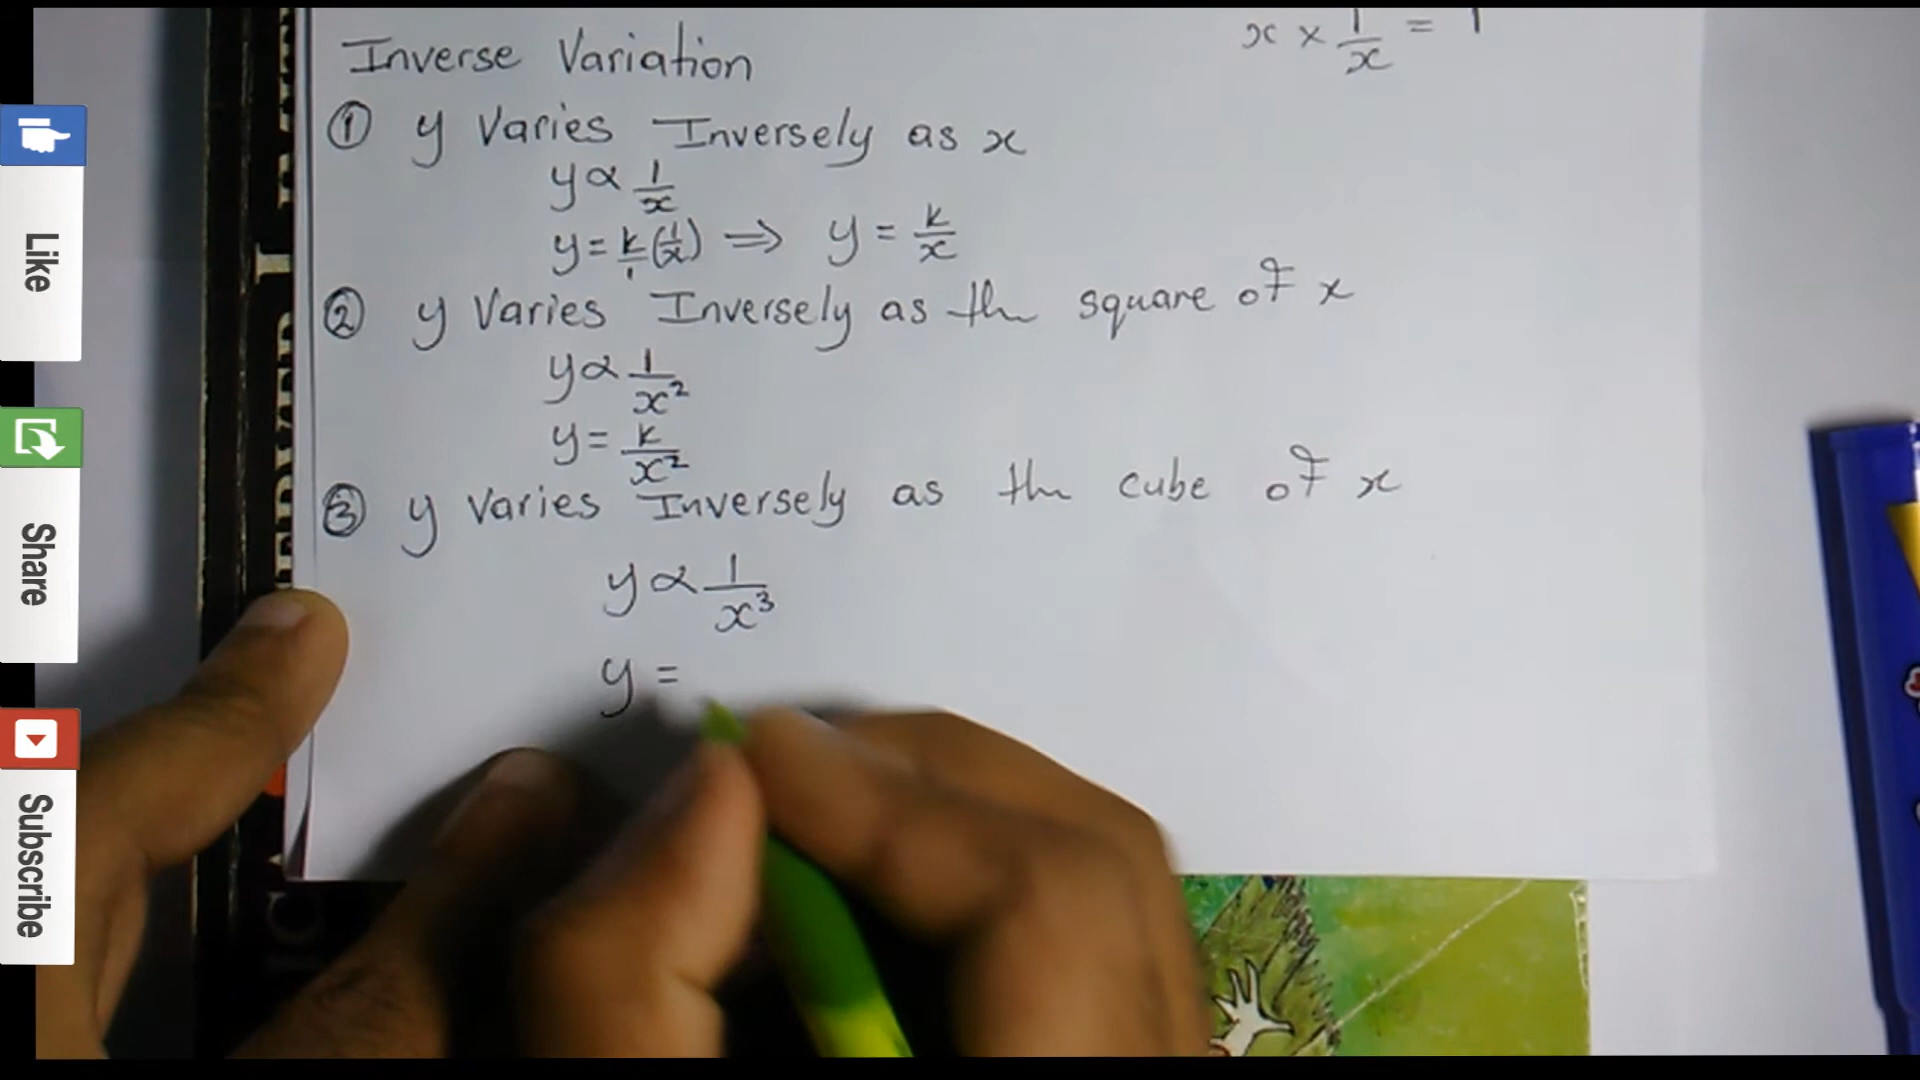 x × 1/x = 1
Inverse Variation
① y Varies Inversely as x
y ∝ 1/x
y = k/1 (1/x) ⇒ y = k/x
② y Varies Inversely as the square of x
y ∝ 1/x²
y = k/x²
③ y Varies Inversely as the cube of x
y ∝ 1/x³
y =
Like
Share
Subscribe